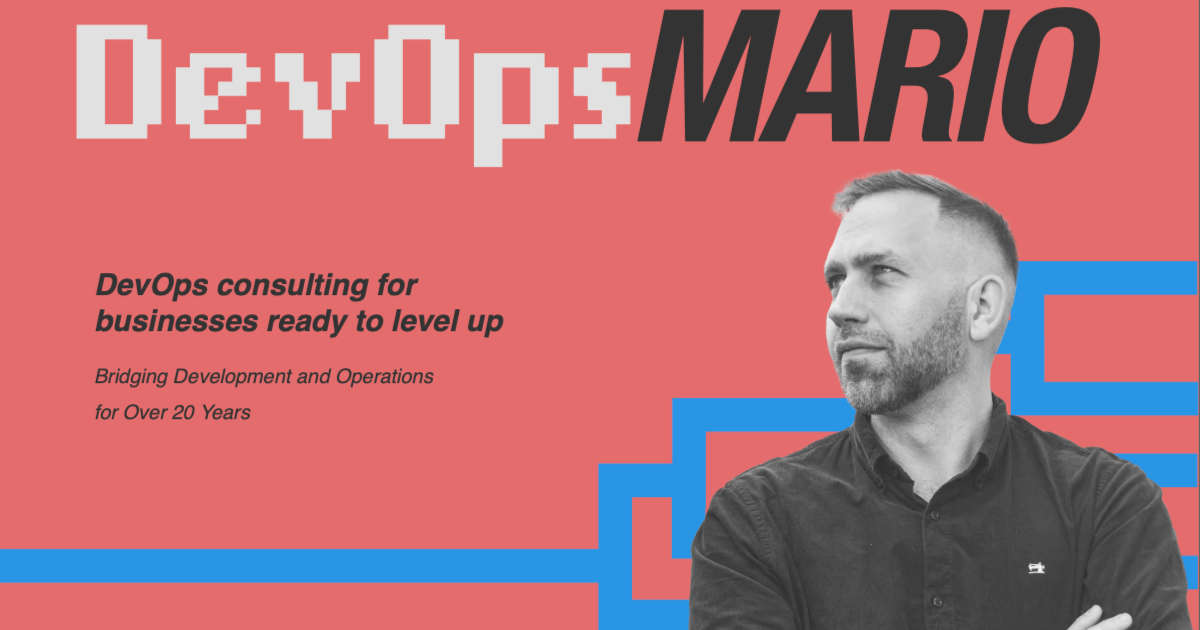 DevOpsMARIO
DevOps consulting for
businesses ready to level up
Bridging Development and Operations
for Over 20 Years